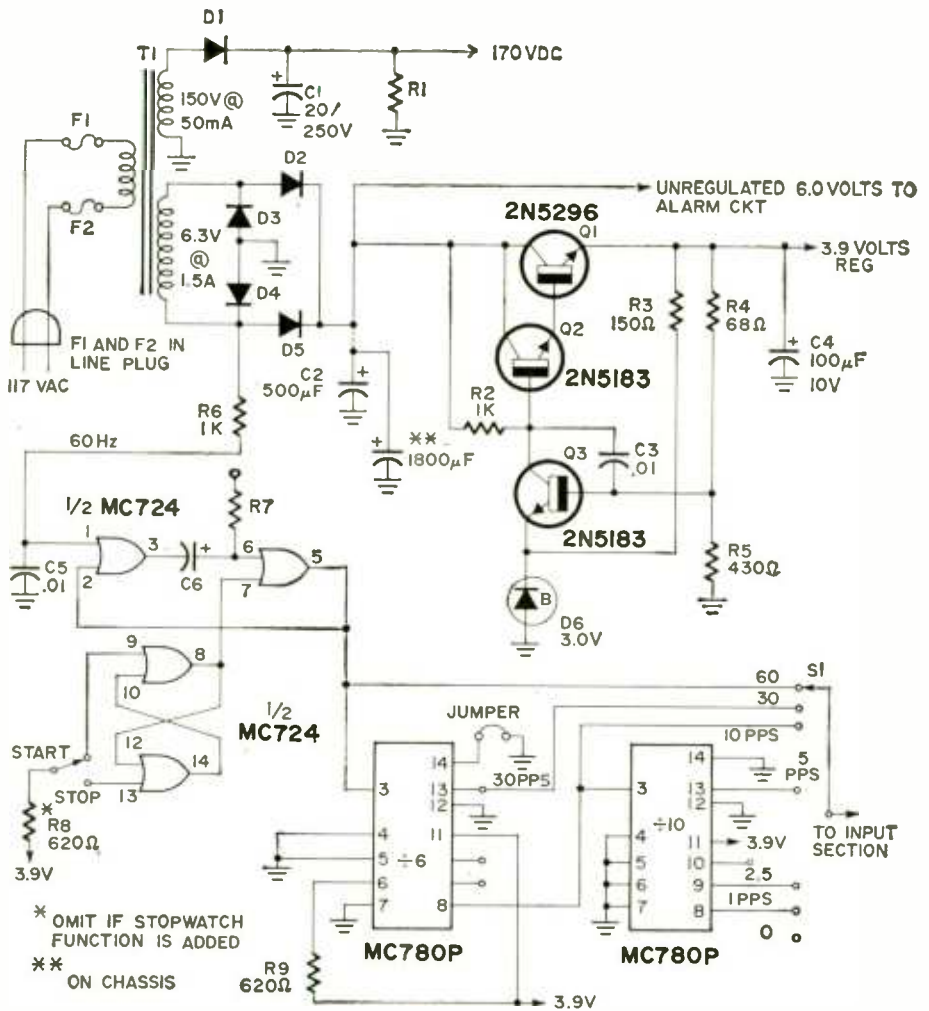 D1
170 VDC
T1
150V @
50mA
+
C1
20/
250V
R1
F1
F2
D2
D3
6.3V
@
1.5A
D4
D5
UNREGULATED 6.0 VOLTS TO
ALARM CKT
2N5296
Q1
3.9 VOLTS
REG
R3
150Ω
R4
68Ω
Q2
2N5183
+
C4
100µF
10V
F1 AND F2 IN
LINE PLUG
117 VAC
C2
500µF
+
R2
1K
+
**
1800µF
Q3
C3
.01
2N5183
R6
1K
60Hz
R7
1/2 MC724
1
2
3
+
C6
6
7
5
C5
.01
R5
430Ω
B
D6
3.0V
9
10
8
1/2
MC724
12
13
14
START
STOP
*
R8
620Ω
3.9V
60
30
10 PPS
S1
JUMPER
14
30PPS
13
12
3
11
4
5
÷6
6
7
8
MC780P
14
5
PPS
3
13
12
÷10
4
11
3.9V
5
10
2.5
6
9
1PPS
7
8
O
MC780P
TO INPUT
SECTION
R9
620Ω
3.9V
* OMIT IF STOPWATCH
FUNCTION IS ADDED
** ON CHASSIS